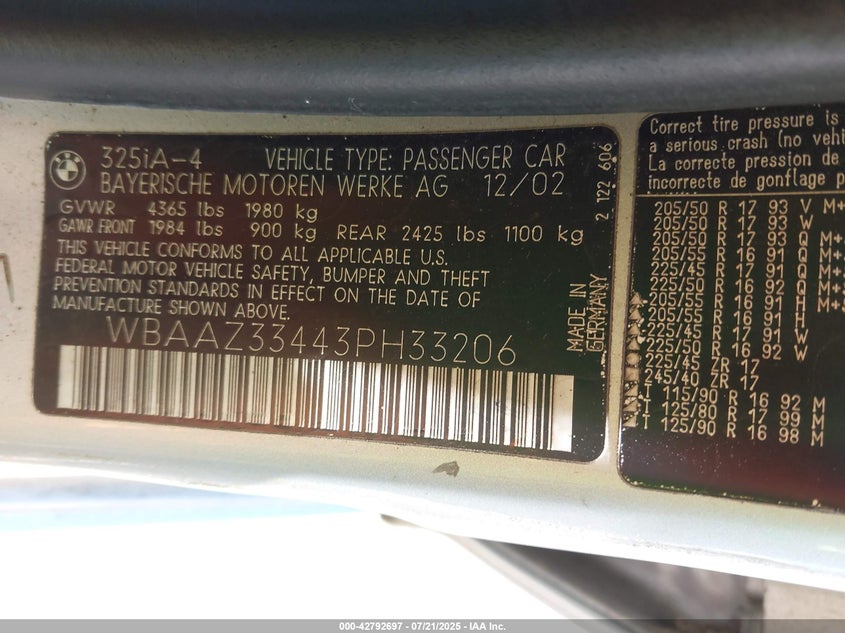 BMW
325iA-4 VEHICLE TYPE: PASSENGER CAR
BAYERISCHE MOTOREN WERKE AG 12/02
GVWR 4365 lbs 1980 kg
GAWR FRONT 1984 lbs 900 kg REAR 2425 lbs 1100 kg
THIS VEHICLE CONFORMS TO ALL APPLICABLE U.S.
FEDERAL MOTOR VEHICLE SAFETY, BUMPER AND THEFT
PREVENTION STANDARDS IN EFFECT ON THE DATE OF
MANUFACTURE SHOWN ABOVE.
WBAAZ33443PH33206
MADE IN
GERMANY
2 122 606
Correct tire pressure is
a serious crash (no vehi
La correcte pression de
incorrecte de gonflage p
205/50 R 17 93 V M+
205/50 R 17 93 W
205/50 R 17 93 Q M+
205/55 R 16 91 Q M+
225/45 R 17 91 Q M+
225/50 R 16 92 Q M+
205/55 R 16 91 H M+
205/55 R 16 91 H
225/45 R 17 91 W
225/50 R 16 92 W
225/45 ZR 17
245/40 ZR 17
T 115/90 R 16 92 M
T 125/80 R 17 99 M
T 125/90 R 16 98 M
000-42792697 - 07/21/2025 - IAA Inc.